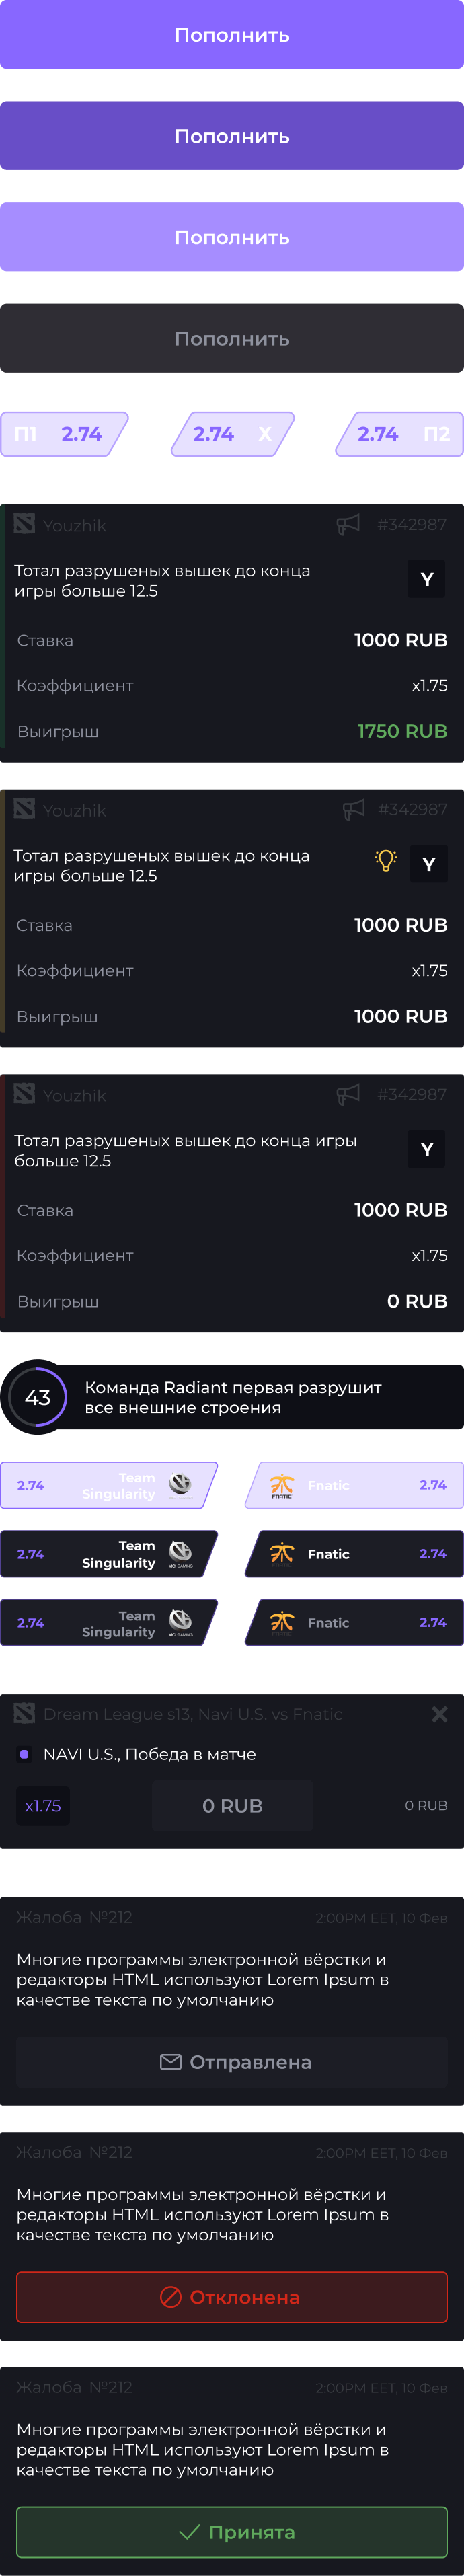 Пополнить
Пополнить
Пополнить
Пополнить
П1 2.74 2.74 X 2.74 П2
Youzhik #342987
Тотал разрушеных вышек до конца
игры больше 12.5
Y
Ставка 1000 RUB
Коэффициент x1.75
Выигрыш 1750 RUB
Youzhik #342987
Тотал разрушеных вышек до конца
игры больше 12.5
Y
Ставка 1000 RUB
Коэффициент x1.75
Выигрыш 1000 RUB
Youzhik #342987
Тотал разрушеных вышек до конца игры
больше 12.5
Y
Ставка 1000 RUB
Коэффициент x1.75
Выигрыш 0 RUB
43
Команда Radiant первая разрушит
все внешние строения
2.74 Team
Singularity
FNATIC Fnatic 2.74
2.74 Team
Singularity
VICI GAMING
Fnatic 2.74
2.74 Team
Singularity
VICI GAMING
Fnatic 2.74
Dream League s13, Navi U.S. vs Fnatic
NAVI U.S., Победа в матче
x1.75 0 RUB 0 RUB
Жалоба №212 2:00PM EET, 10 Фев
Многие программы электронной вёрстки и
редакторы HTML используют Lorem Ipsum в
качестве текста по умолчанию
Отправлена
Жалоба №212 2:00PM EET, 10 Фев
Многие программы электронной вёрстки и
редакторы HTML используют Lorem Ipsum в
качестве текста по умолчанию
Отклонена
Жалоба №212 2:00PM EET, 10 Фев
Многие программы электронной вёрстки и
редакторы HTML используют Lorem Ipsum в
качестве текста по умолчанию
Принята